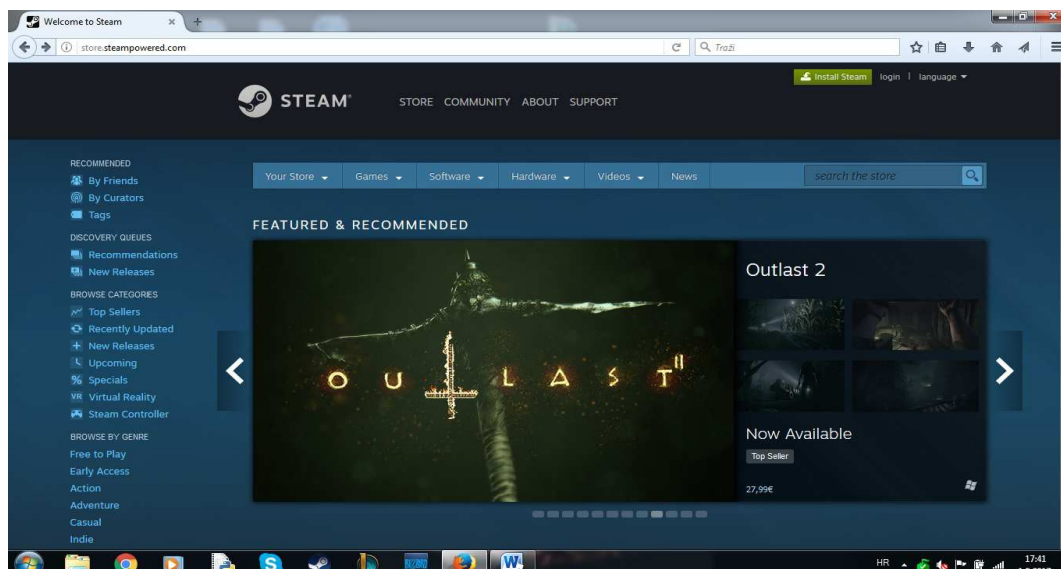 Welcome to Steam
store.steampowered.com
Traži
Install Steam login | language
STEAM®
STORE COMMUNITY ABOUT SUPPORT
RECOMMENDED
By Friends
By Curators
Tags
DISCOVERY QUEUES
Recommendations
New Releases
BROWSE CATEGORIES
Top Sellers
Recently Updated
New Releases
Upcoming
% Specials
VR Virtual Reality
Steam Controller
BROWSE BY GENRE
Free to Play
Early Access
Action
Adventure
Casual
Indie
Your Store Games Software Hardware Videos News
search the store
FEATURED & RECOMMENDED
OUTLAST II
Outlast 2
Now Available
Top Seller
27,99€
HR
17:41